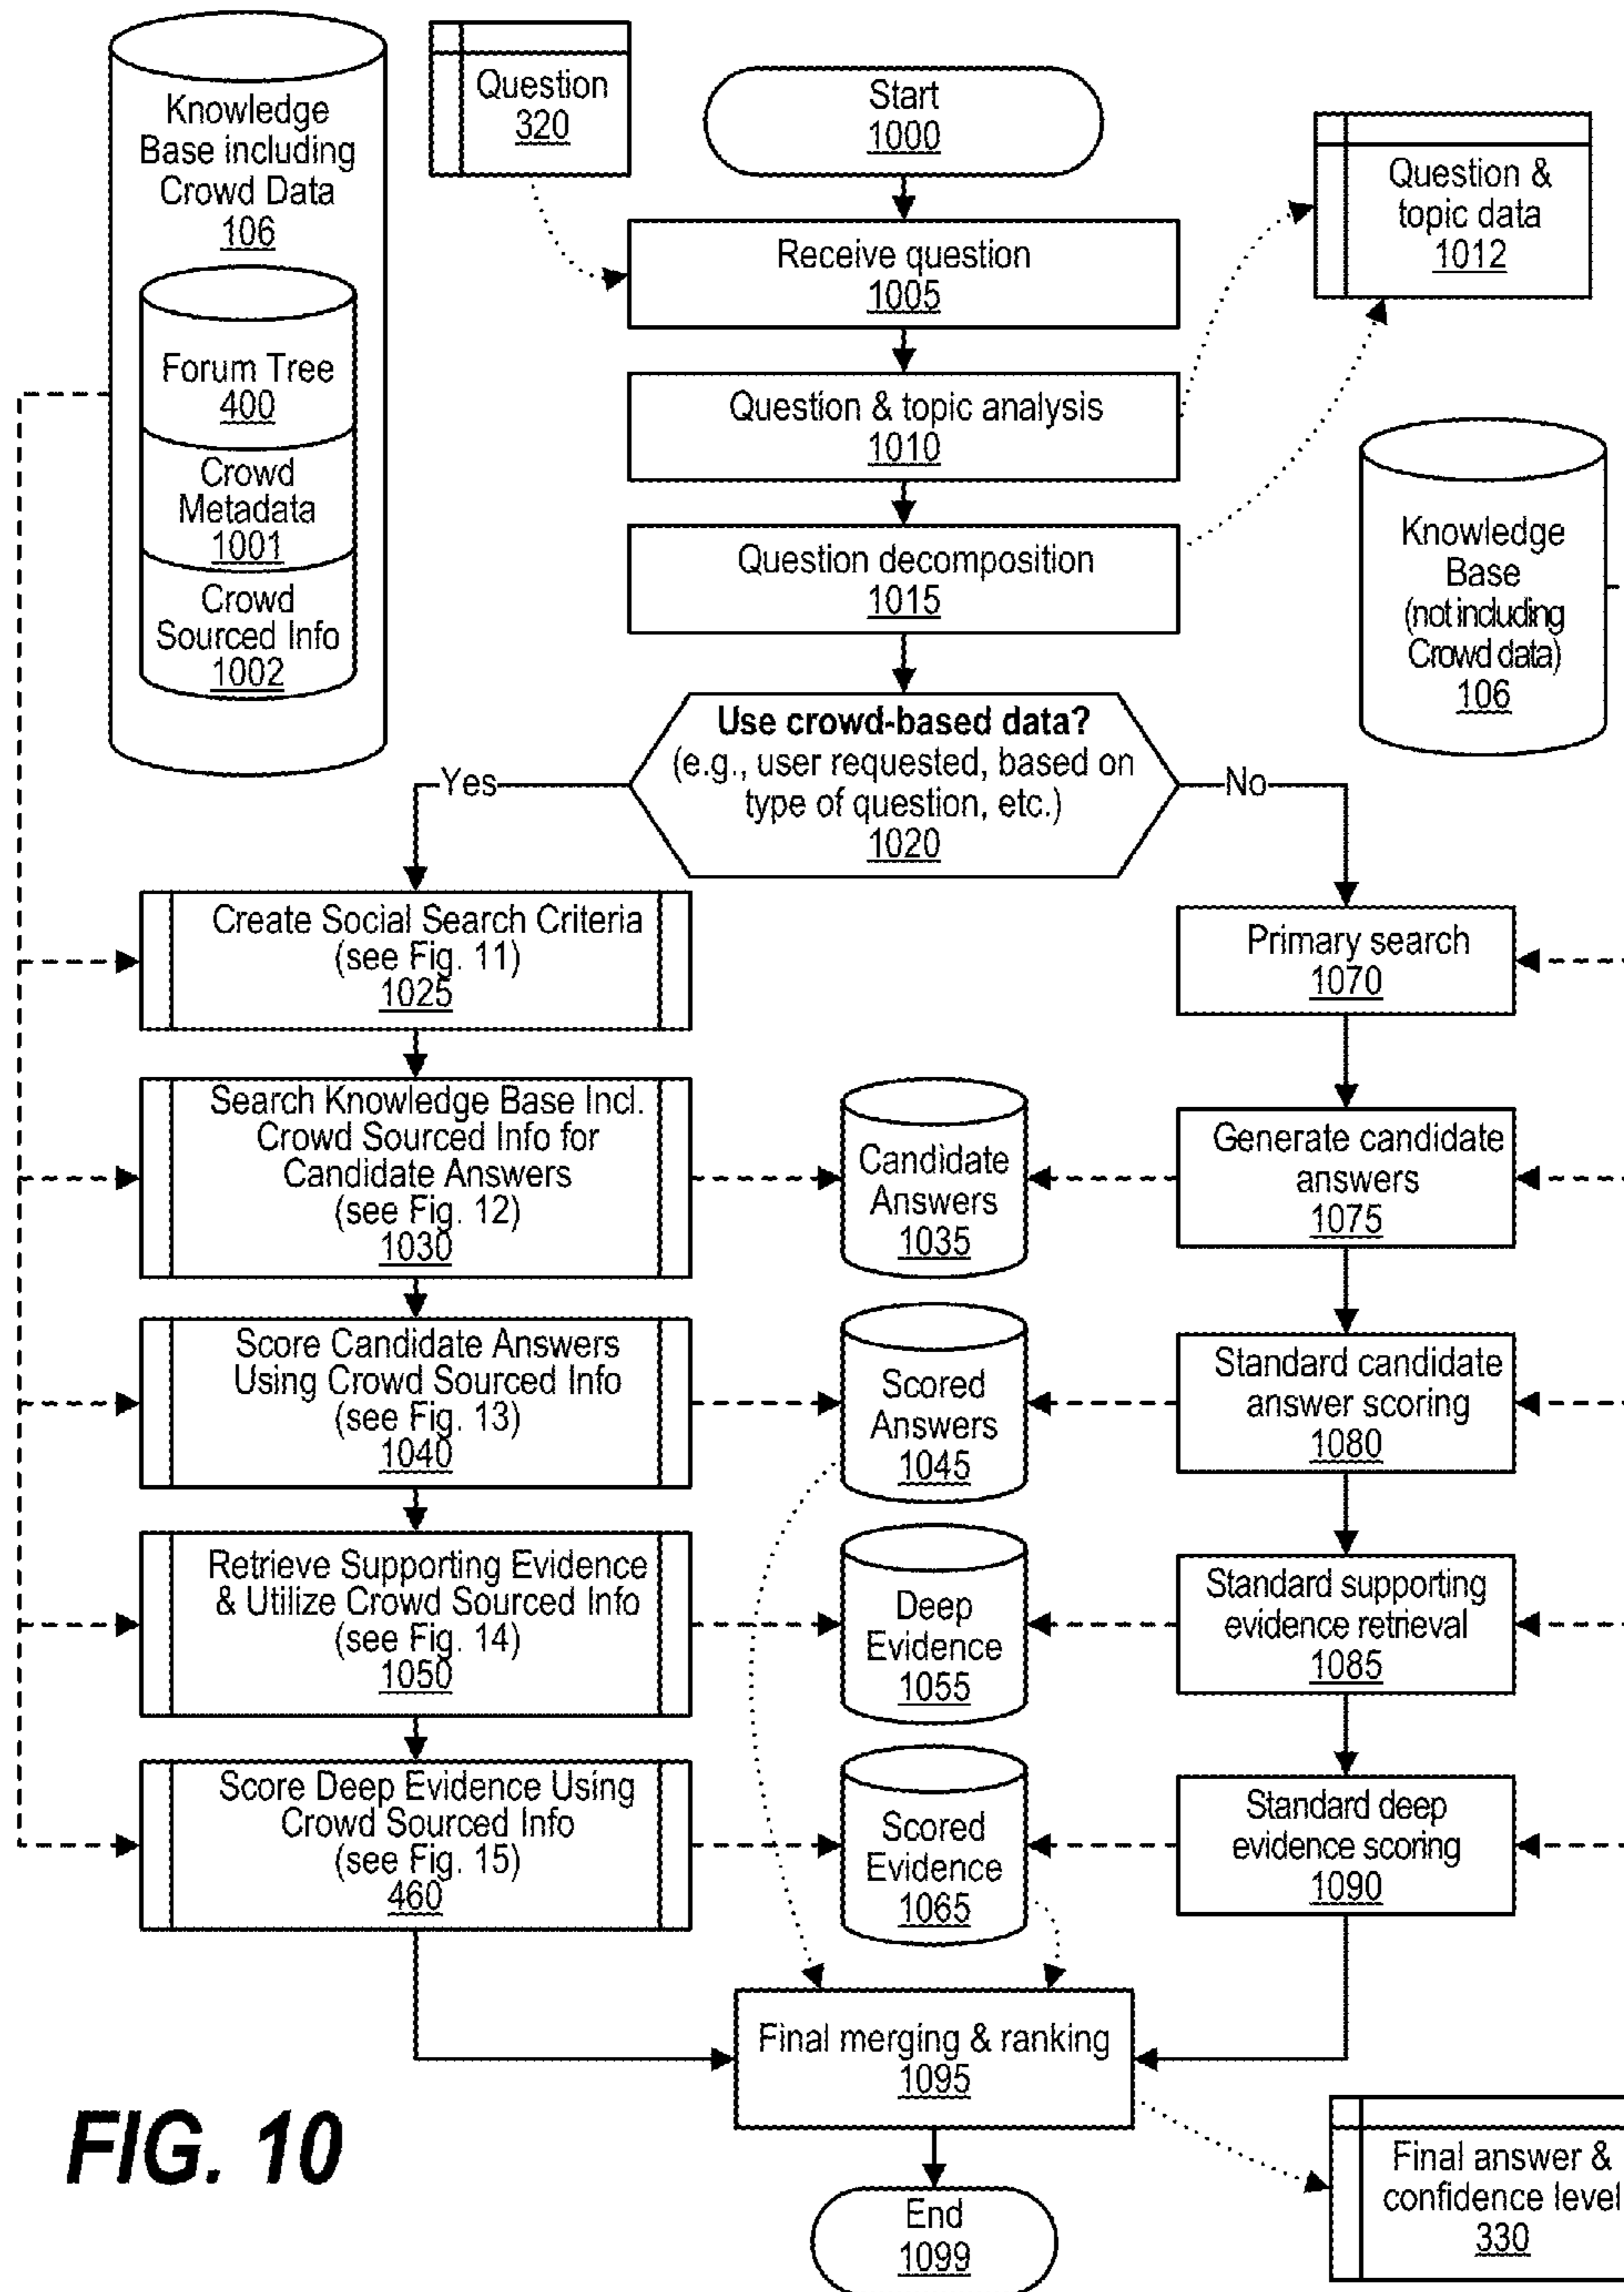 Knowledge
Base including
Crowd Data
106
Forum Tree
400
Crowd
Metadata
1001
Crowd
Sourced Info
1002
Question
320
Start
1000
Receive question
1005
Question & topic analysis
1010
Question decomposition
1015
Question &
topic data
1012
Knowledge
Base
(not including
Crowd data)
106
Use crowd-based data?
(e.g., user requested, based on
type of question, etc.)
1020
Yes
No
Create Social Search Criteria
(see Fig. 11)
1025
Primary search
1070
Search Knowledge Base Incl.
Crowd Sourced Info for
Candidate Answers
(see Fig. 12)
1030
Candidate
Answers
1035
Generate candidate
answers
1075
Score Candidate Answers
Using Crowd Sourced Info
(see Fig. 13)
1040
Scored
Answers
1045
Standard candidate
answer scoring
1080
Retrieve Supporting Evidence
& Utilize Crowd Sourced Info
(see Fig. 14)
1050
Deep
Evidence
1055
Standard supporting
evidence retrieval
1085
Score Deep Evidence Using
Crowd Sourced Info
(see Fig. 15)
460
Scored
Evidence
1065
Standard deep
evidence scoring
1090
Final merging & ranking
1095
FIG. 10
End
1099
Final answer &
confidence level
330